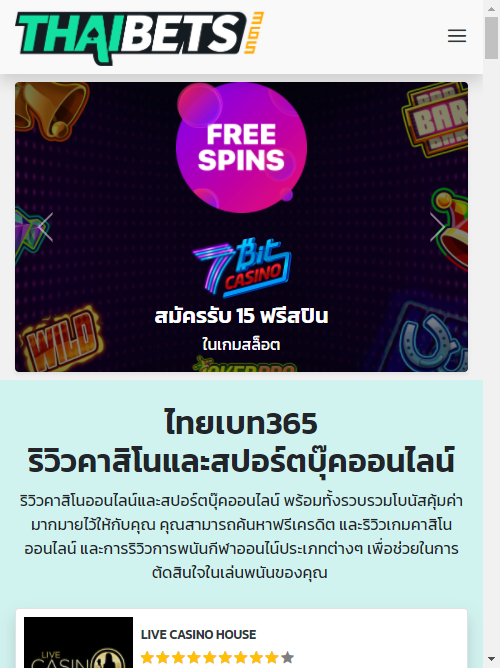 THAIBETS 365
BAR
BAR
BAR
FREE
SPINS
7Bit
CASINO
สมัครรับ 15 ฟรีสปิน
ในเกมสล็อต
WILD
JOKER PRO
ไทยเบท365
ริวิวคาสิโนและสปอร์ตบุ๊คออนไลน์
ริวิวคาสิโนออนไลน์และสปอร์ตบุ๊คออนไลน์ พร้อมทั้งรวบรวมโบนัสคุ้มค่า
มากมายไว้ให้กับคุณ คุณสามารถค้นหาฟรีเครดิต และริวิวเกมคาสิโน
ออนไลน์ และการริวิวการพนันกีฬาออนไน์ประเภทต่างๆ เพื่อช่วยในการ
ตัดสินใจในเล่นพนันของคุณ
LIVE CASINO HOUSE
LIVE
CASINO